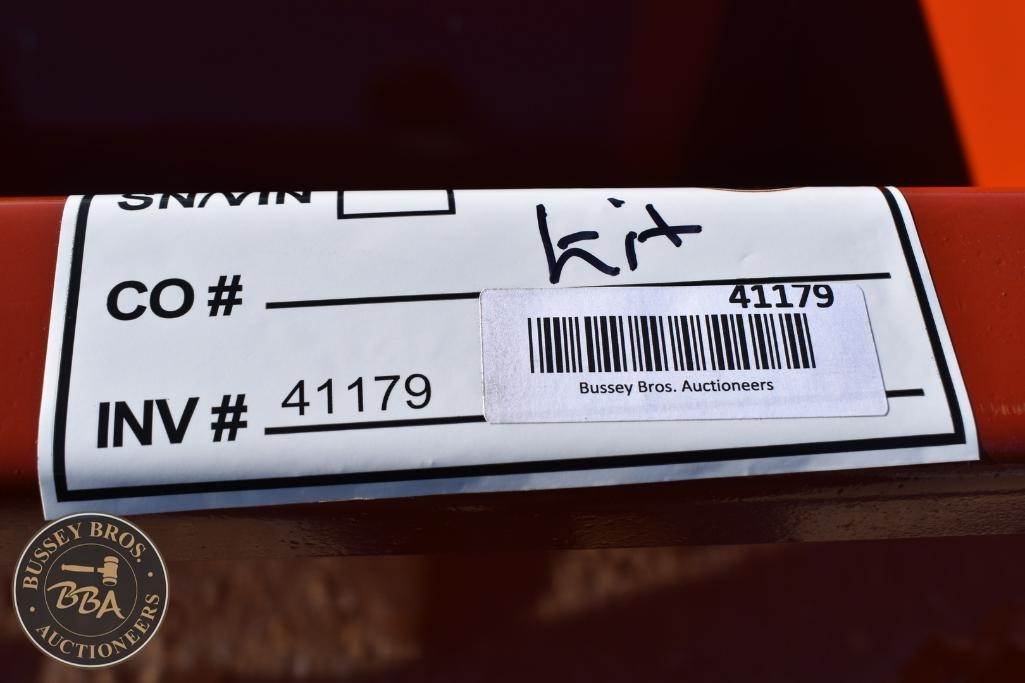 SN/VIN
Kit
CO #
41179
Bussey Bros. Auctioneers
INV # 41179
BUSSEY BROS.
BBA
AUCTIONEERS